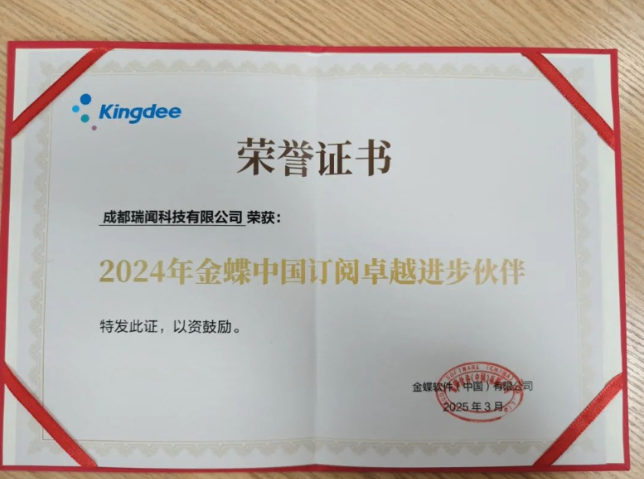 Kingdee
荣誉证书
成都瑞闻科技有限公司 荣获：
2024年金蝶中国订阅卓越进步伙伴
特发此证，以资鼓励。
金蝶软件（中国）有限公司
2025年3月